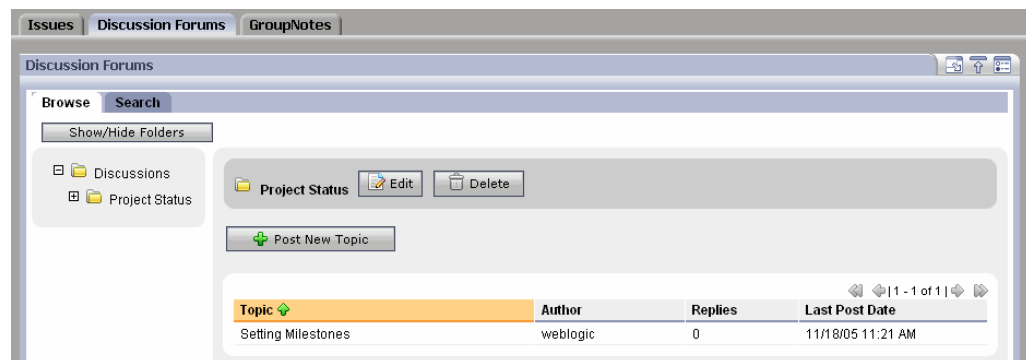 Issues Discussion Forums GroupNotes
Discussion Forums
Browse Search
Show/Hide Folders
Discussions
Project Status
Project Status Edit Delete
Post New Topic
1 - 1 of 1
Topic Author Replies Last Post Date
Setting Milestones weblogic 0 11/18/05 11:21 AM